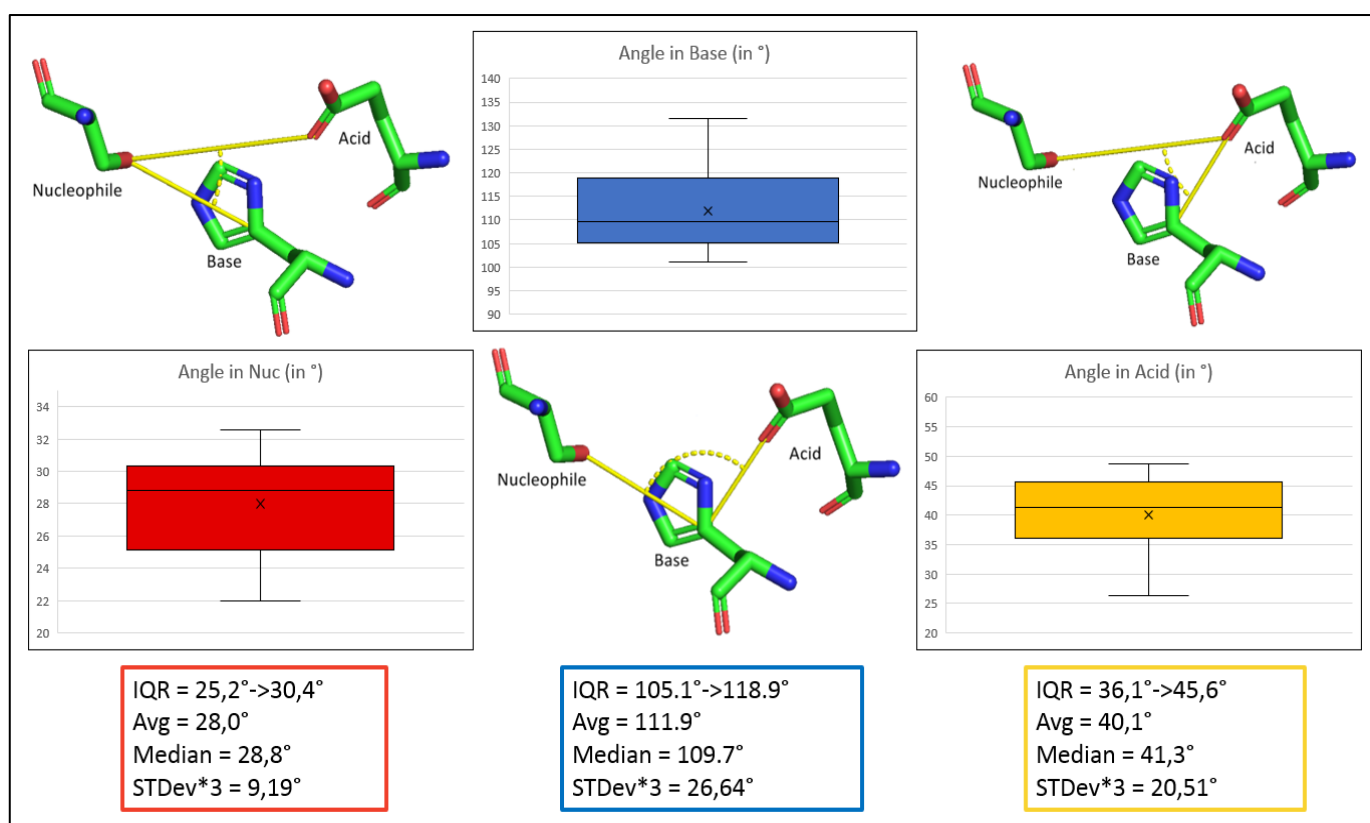 Nucleophile
Acid
Base
Angle in Base (in °)
140
135
130
125
120
115
110
105
100
95
90
Nucleophile
Acid
Base
Angle in Nuc (in °)
34
32
30
28
26
24
22
20
Nucleophile
Acid
Base
Angle in Acid (in °)
60
55
50
45
40
35
30
25
20
IQR = 25,2°->30,4°
Avg = 28,0°
Median = 28,8°
STDev*3 = 9,19°
IQR = 105.1°->118.9°
Avg = 111.9°
Median = 109.7°
STDev*3 = 26,64°
IQR = 36,1°->45,6°
Avg = 40,1°
Median = 41,3°
STDev*3 = 20,51°